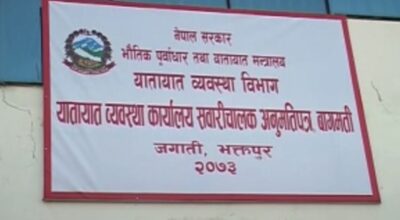 नेपाल सरकार
भौतिक पूर्वाधार तथा यातायात मन्त्रालय
यातायात व्यवस्था विभाग
यातायात व्यवस्था कार्यालय सवारीचालक अनुमतिपत्र, बागमती
जगाती, भक्तपुर
२०७३